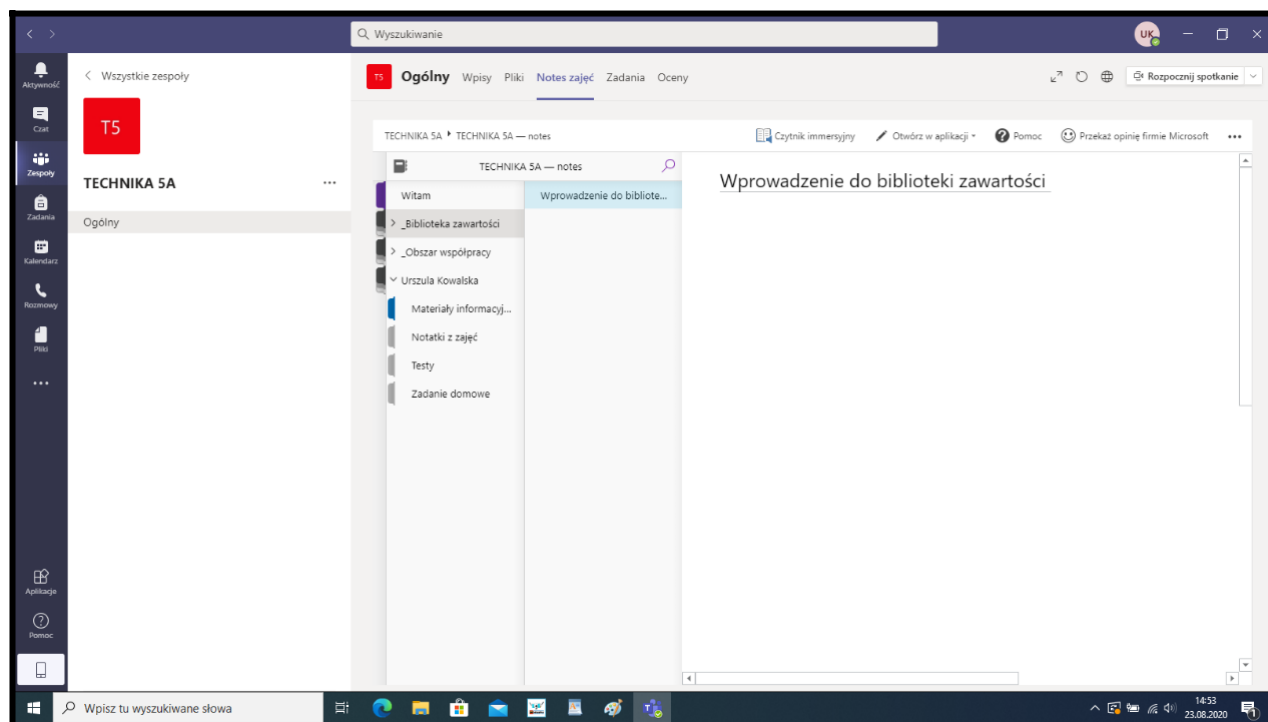 Wyszukiwanie
UK
Aktywność
Czat
Zespoły
Zadania
Kalendarz
Rozmowy
Pliki
Aplikacje
Pomoc
Wszystkie zespoły
T5
TECHNIKA 5A
Ogólny
T5 Ogólny Wpisy Pliki Notes zajęć Zadania Oceny
Rozpocznij spotkanie
TECHNIKA 5A TECHNIKA 5A — notes
Czytnik immersyjny Otwórz w aplikacji Pomoc Przekaż opinię firmie Microsoft
TECHNIKA 5A — notes
Witam
_Biblioteka zawartości
_Obszar współpracy
Urszula Kowalska
Materiały informacyj...
Notatki z zajęć
Testy
Zadanie domowe
Wprowadzenie do bibliote...
Wprowadzenie do biblioteki zawartości
Wpisz tu wyszukiwane słowa
14:53
23.08.2020
1